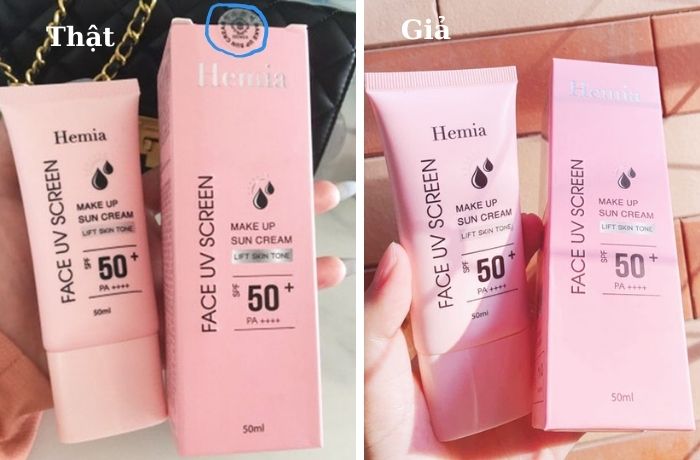 Thật
Hemia
FACE UV SCREEN
MAKE UP
SUN CREAM
LIFT SKIN TONE
SPF 50+
PA ++++
50ml
Hemia
FACE UV SCREEN
MAKE UP
SUN CREAM
LIFT SKIN TONE
SPF 50+
PA ++++
50ml
Giả
Hemia
FACE UV SCREEN
MAKE UP
SUN CREAM
LIFT SKIN TONE
SPF 50+
PA ++++
50ml
Hemia
FACE UV SCREEN
MAKE UP
SUN CREAM
LIFT SKIN TONE
SPF 50+
PA ++++
50ml